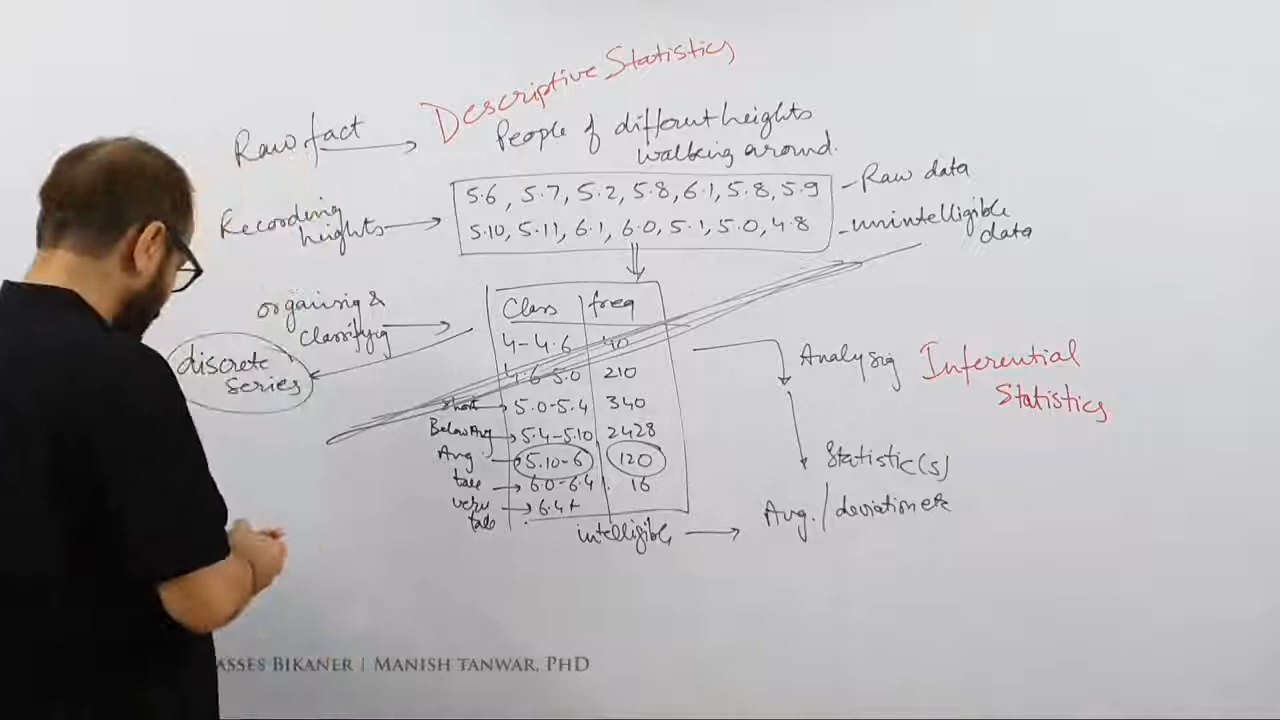 Descriptive Statistics
Raw fact
People of different heights
walking around.
5.6, 5.7, 5.2, 5.8, 6.1, 5.8, 5.9
- Raw data
Recording
heights
5.10, 5.11, 6.1, 6.0, 5.1, 5.0, 4.8
- unintelligible
data
Class freq
organisig &
classifyig
discrete
series
4-4.6 40
4.6-5.0 210
short 5.0-5.4 340
Below Avg 5.4-5.10 2428
Avg 5.10-6 120
tall 6.0-6.4 16
very
tall
6.4+
intelligible
Analysig Inferential
Statistics
Statistic(s)
Avg. / deviation etc
ASSES BIKANER | MANISH TANWAR, PHD